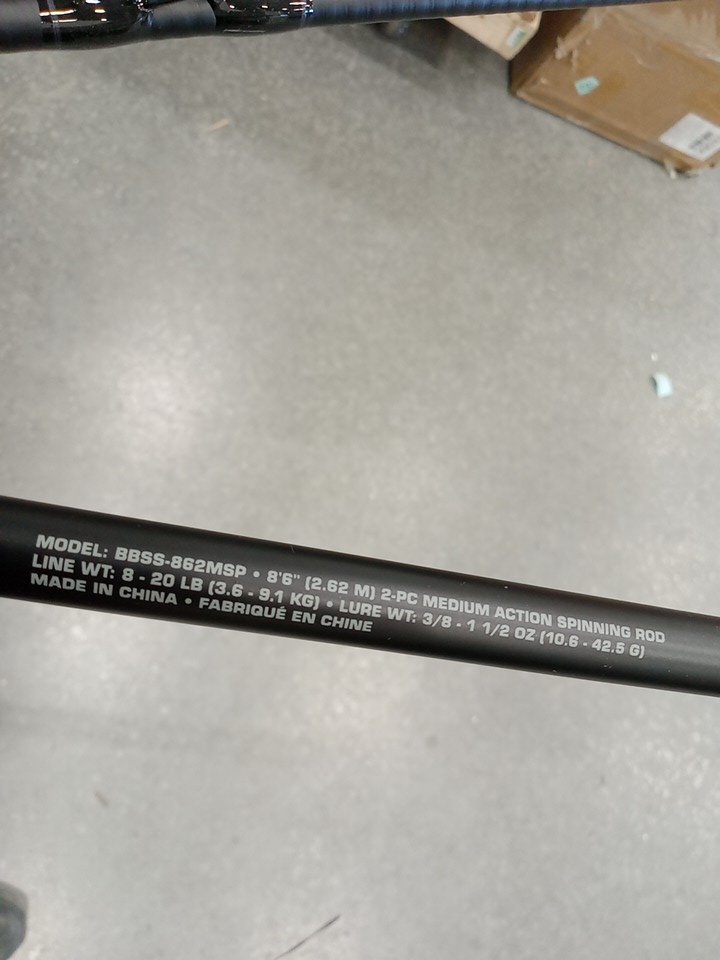 MODEL: BBSS-862MSP • 8'6" (2.62 M) 2-PC MEDIUM ACTION SPINNING ROD
LINE WT: 8 - 20 LB (3.6 - 9.1 KG) • LURE WT: 3/8 - 1 1/2 OZ (10.6 - 42.5 G)
MADE IN CHINA • FABRIQUÉ EN CHINE